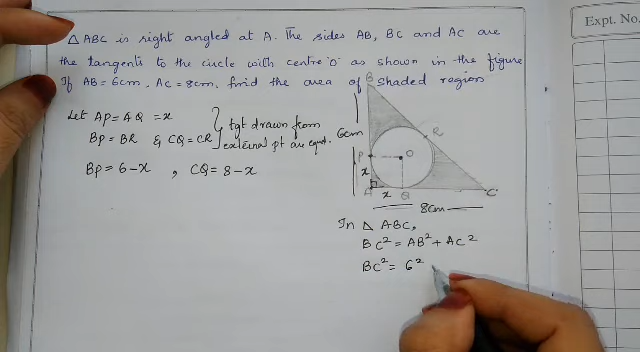 Expt. No.
△ ABC is right angled at A. The sides AB, BC and AC are
the tangents to the circle with centre 'O' as shown in the figure
If AB = 6cm, AC = 8cm, find the area of shaded region.
Let AP = AQ = x
BP = BR & CQ = CR
tgt drawn from
external pt are equal.
BP = 6-x , CQ = 8-x
B
6cm
R
P
O
x
A
x
Q
C
8cm
In △ ABC,
BC² = AB² + AC²
BC² = 6²